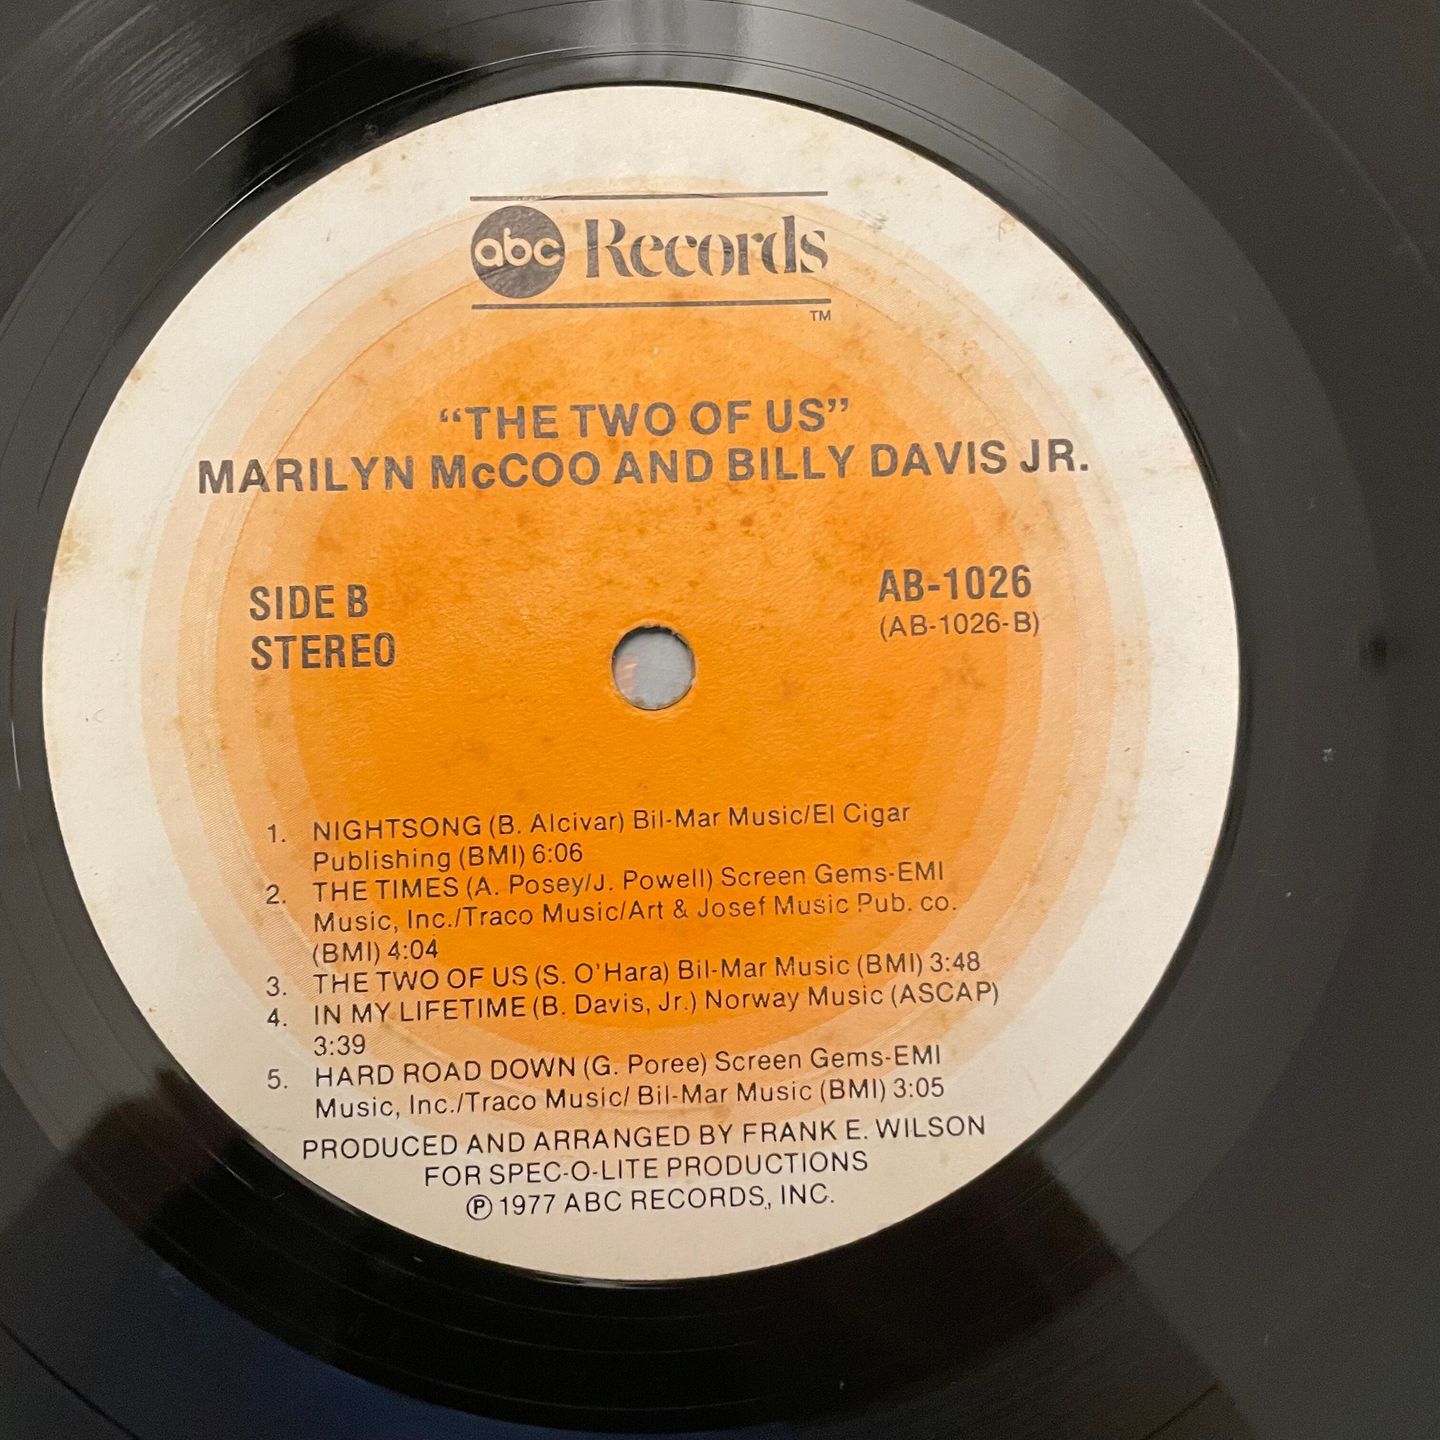 abc Records
TM
“THE TWO OF US”
MARILYN McCOO AND BILLY DAVIS JR.
SIDE B
STEREO
AB-1026
(AB-1026-B)
1. NIGHTSONG (B. Alcivar) Bil-Mar Music/El Cigar
Publishing (BMI) 6:06
2. THE TIMES (A. Posey/J. Powell) Screen Gems-EMI
Music, Inc./Traco Music/Art & Josef Music Pub. co.
(BMI) 4:04
3. THE TWO OF US (S. O'Hara) Bil-Mar Music (BMI) 3:48
4. IN MY LIFETIME (B. Davis, Jr.) Norway Music (ASCAP)
3:39
5. HARD ROAD DOWN (G. Poree) Screen Gems-EMI
Music, Inc./Traco Music/ Bil-Mar Music (BMI) 3:05
PRODUCED AND ARRANGED BY FRANK E. WILSON
FOR SPEC-O-LITE PRODUCTIONS
℗ 1977 ABC RECORDS, INC.